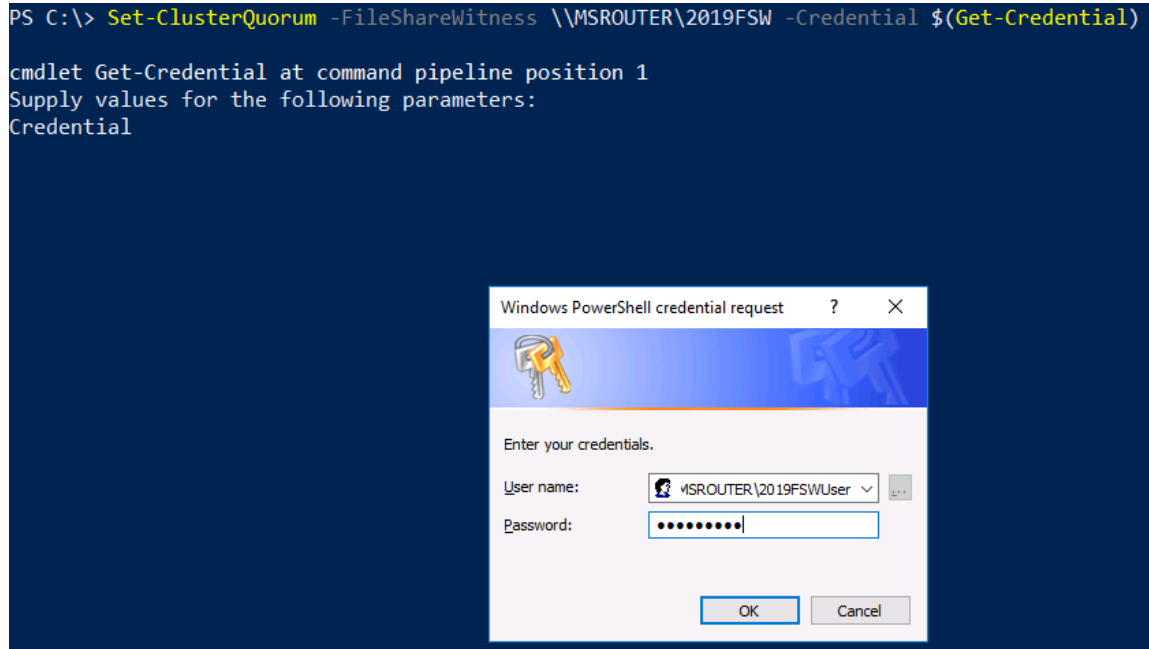 PS C:\> Set-ClusterQuorum -FileShareWitness \\MSROUTER\2019FSW -Credential $(Get-Credential)
cmdlet Get-Credential at command pipeline position 1
Supply values for the following parameters:
Credential
Windows PowerShell credential request ? ×
Enter your credentials.
User name: MSROUTER\2019FSWUser ...
Password: •••••••••
OK Cancel